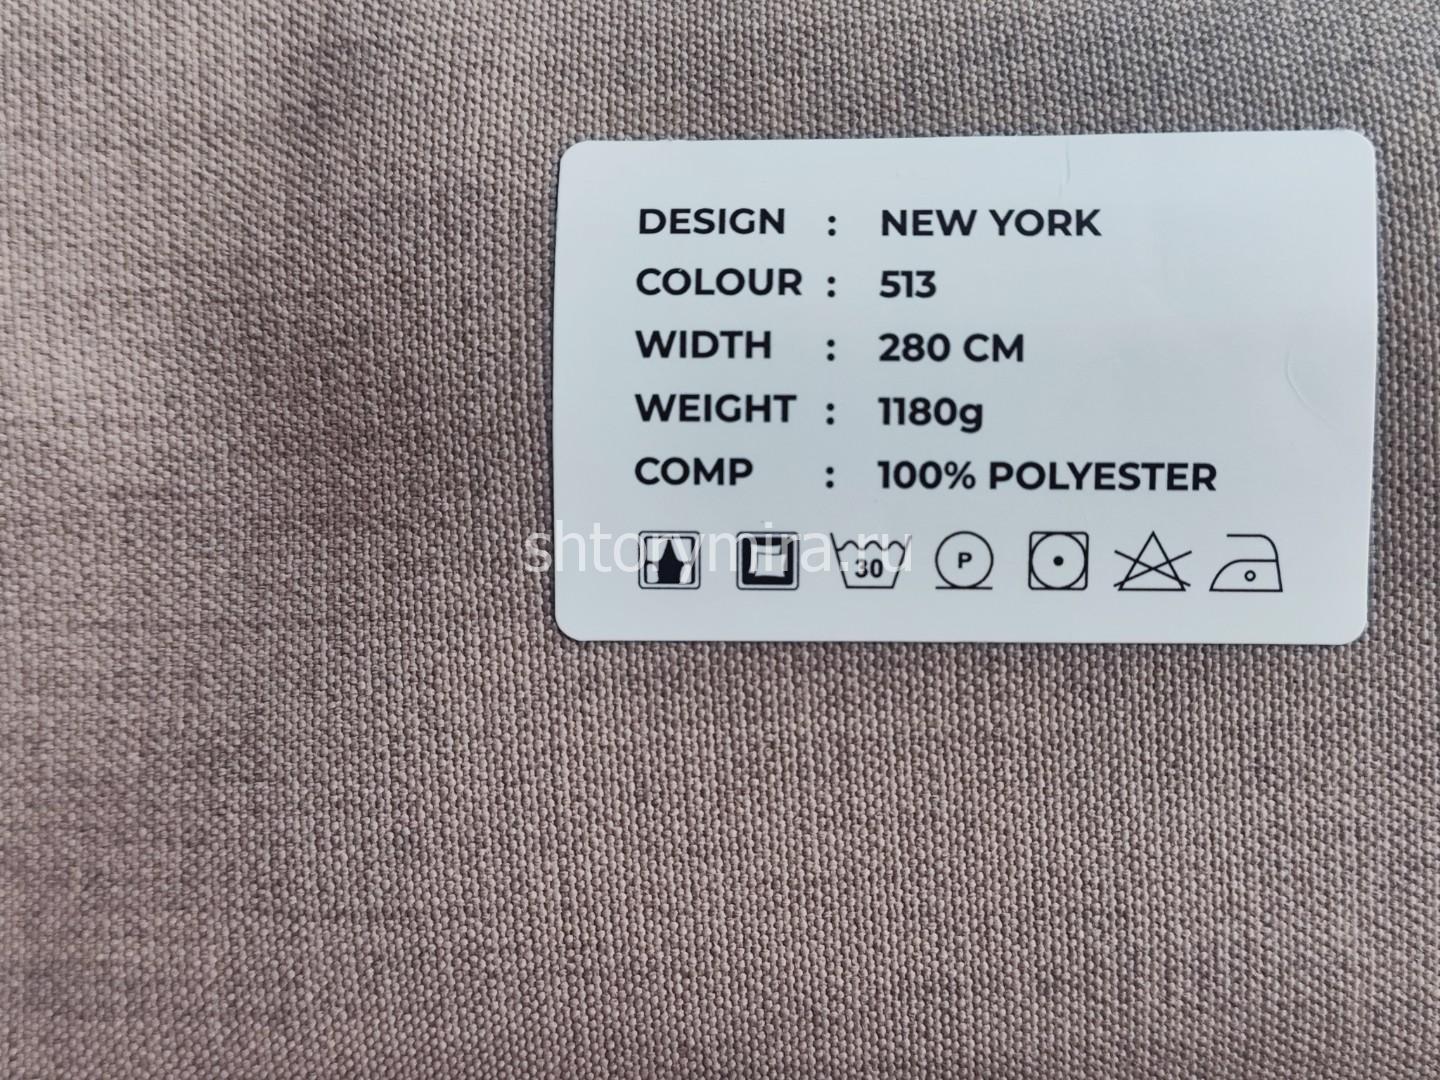 DESIGN : NEW YORK
COLOUR : 513
WIDTH : 280 CM
WEIGHT : 1180g
COMP : 100% POLYESTER
shtorymira.ru
30 P